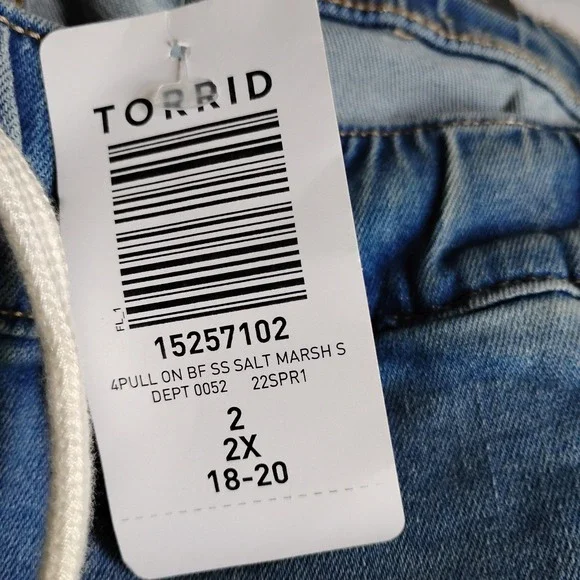 TORRID
FL_1
15257102
4PULL ON BF SS SALT MARSH S
DEPT 0052 22SPR1
2
2X
18-20